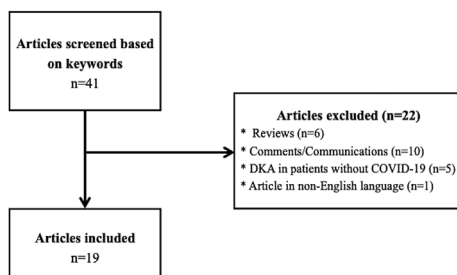 Articles screened based
on keywords
n=41
Articles excluded (n=22)
* Reviews (n=6)
* Comments/Communications (n=10)
* DKA in patients without COVID-19 (n=5)
* Article in non-English language (n=1)
Articles included
n=19